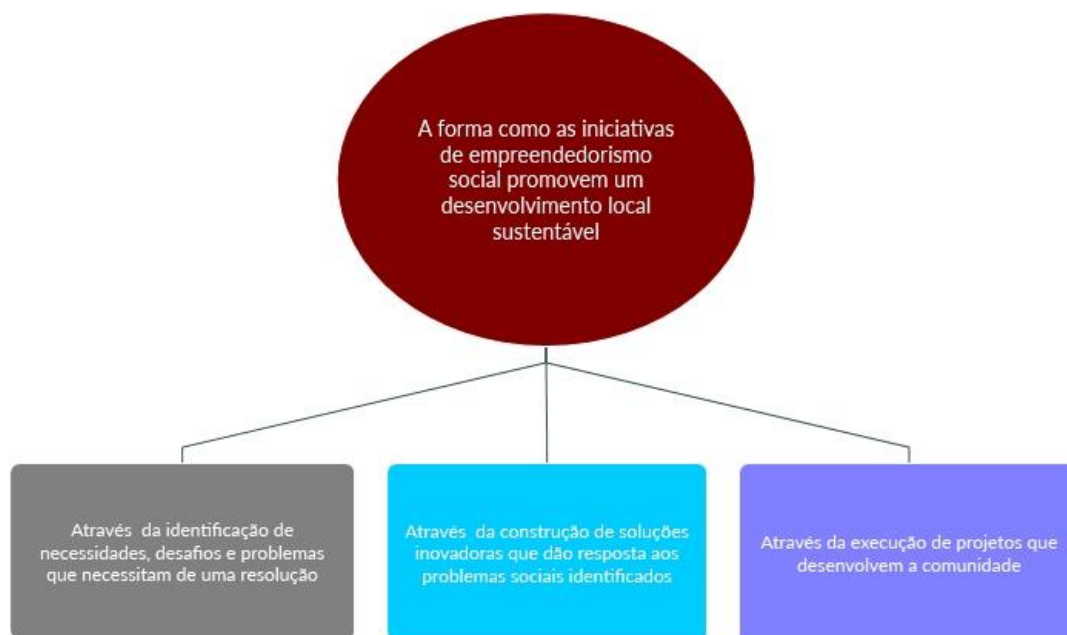 A forma como as iniciativas
de empreendedorismo
social promovem um
desenvolvimento local
sustentável
Através  da identificação de
necessidades, desafios e problemas
que necessitam de uma resolução
Através  da construção de soluções
inovadoras que dão resposta aos
problemas sociais identificados
Através da execução de projetos que
desenvolvem a comunidade